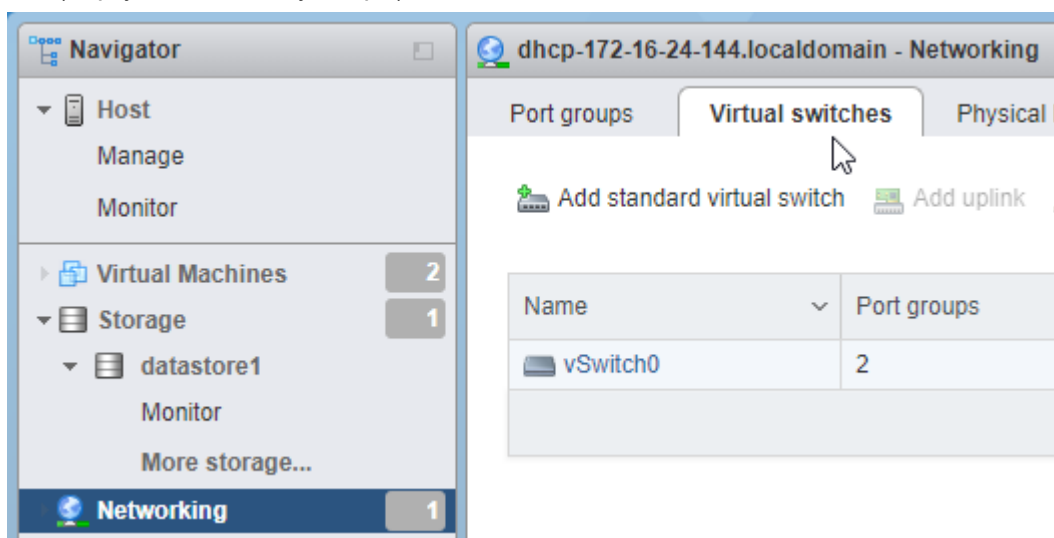 Navigator
Host
Manage
Monitor
Virtual Machines 2
Storage 1
datastore1
Monitor
More storage...
Networking 1
dhcp-172-16-24-144.localdomain - Networking
Port groups Virtual switches Physical
Add standard virtual switch Add uplink
Name Port groups
vSwitch0 2